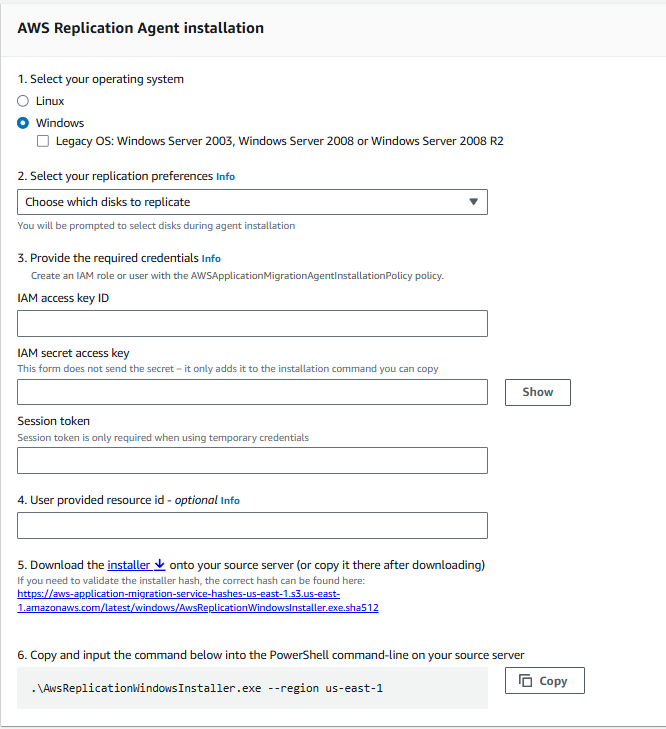 AWS Replication Agent installation
1. Select your operating system
Linux
Windows
Legacy OS: Windows Server 2003, Windows Server 2008 or Windows Server 2008 R2
2. Select your replication preferences Info
Choose which disks to replicate
You will be prompted to select disks during agent installation
3. Provide the required credentials Info
Create an IAM role or user with the AWSApplicationMigrationAgentInstallationPolicy policy.
IAM access key ID
IAM secret access key
This form does not send the secret – it only adds it to the installation command you can copy
Show
Session token
Session token is only required when using temporary credentials
4. User provided resource id - optional Info
5. Download the installer onto your source server (or copy it there after downloading)
If you need to validate the installer hash, the correct hash can be found here:
https://aws-application-migration-service-hashes-us-east-1.s3.us-east-
1.amazonaws.com/latest/windows/AwsReplicationWindowsInstaller.exe.sha512
6. Copy and input the command below into the PowerShell command-line on your source server
.\AwsReplicationWindowsInstaller.exe --region us-east-1
Copy